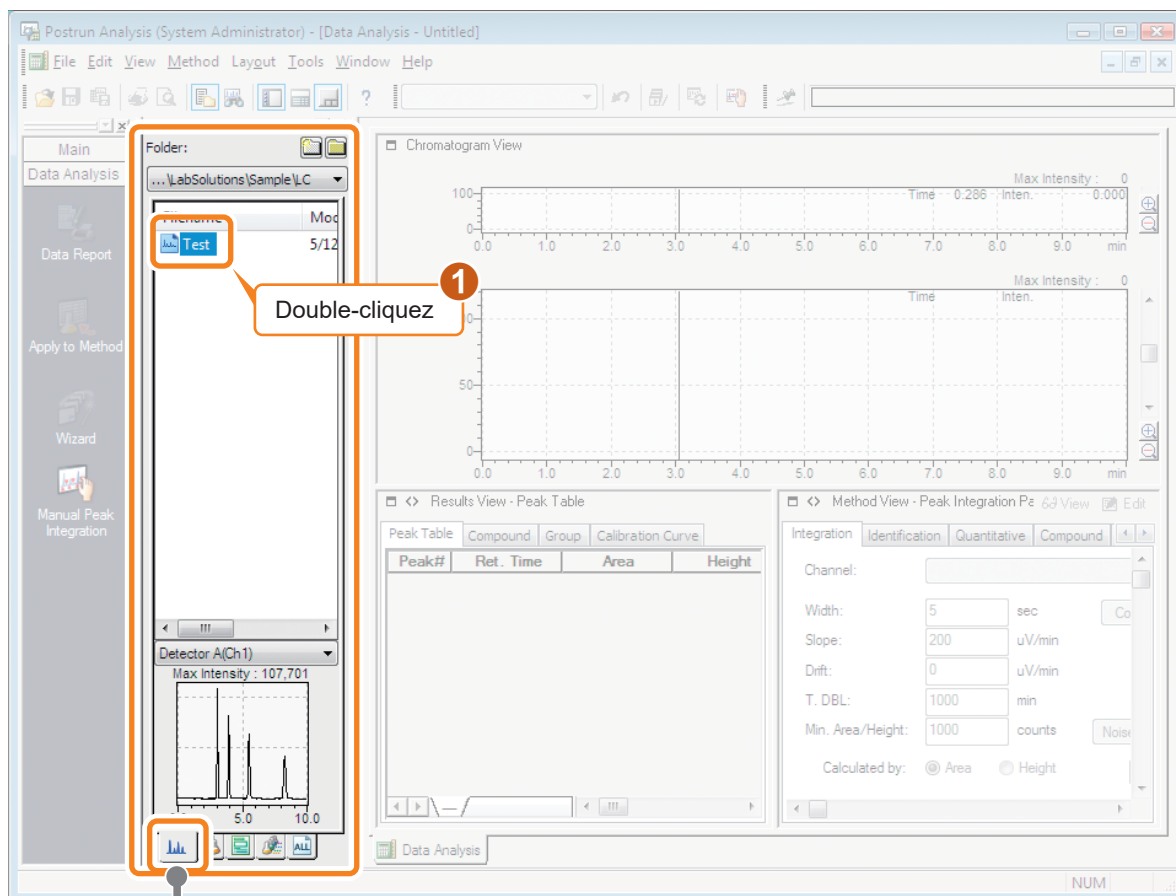 Postrun Analysis (System Administrator) - [Data Analysis - Untitled]
File Edit View Method Layout Tools Window Help
?
Main
Data Analysis
Data Report
Apply to Method
Wizard
Manual Peak
Integration
Folder:
...\LabSolutions\Sample\LC
Filename Mod
Test 5/12
1
Double-cliquez
Detector A(Ch1)
Max Intensity : 107,701
5.0 10.0
ALL
Chromatogram View
Max Intensity : 0
Time 0.286 Inten. 0.000
100
0
0.0 1.0 2.0 3.0 4.0 5.0 6.0 7.0 8.0 9.0 min
Max Intensity : 0
Time Inten.
50
0
0.0 1.0 2.0 3.0 4.0 5.0 6.0 7.0 8.0 9.0 min
Results View - Peak Table
Peak Table Compound Group Calibration Curve
Peak# Ret. Time Area Height
Method View - Peak Integration Pa View Edit
Integration Identification Quantitative Compound
Channel:
Width: 5 sec Co
Slope: 200 uV/min
Drift: 0 uV/min
T. DBL: 1000 min
Min. Area/Height: 1000 counts Noise
Calculated by: Area Height
Data Analysis
NUM